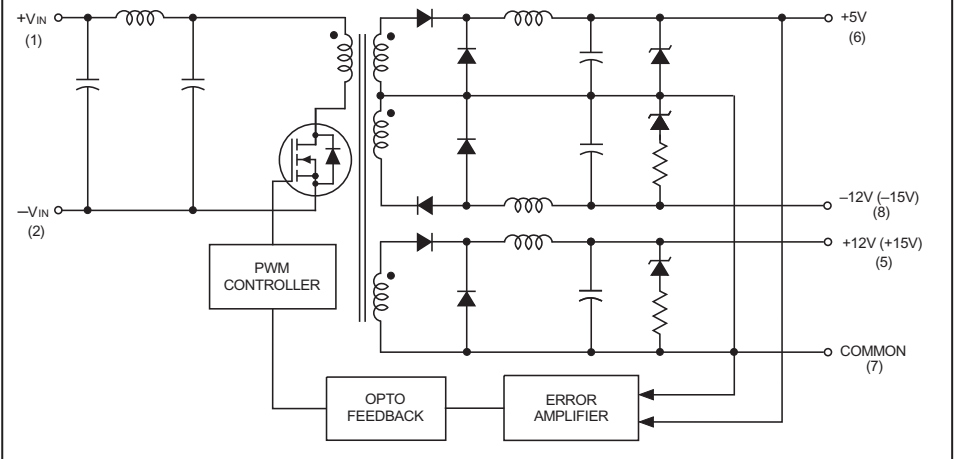 +VIN
(1)
+5V
(6)
–12V (–15V)
(8)
–VIN
(2)
+12V (+15V)
(5)
PWM
CONTROLLER
COMMON
(7)
OPTO
FEEDBACK
ERROR
AMPLIFIER